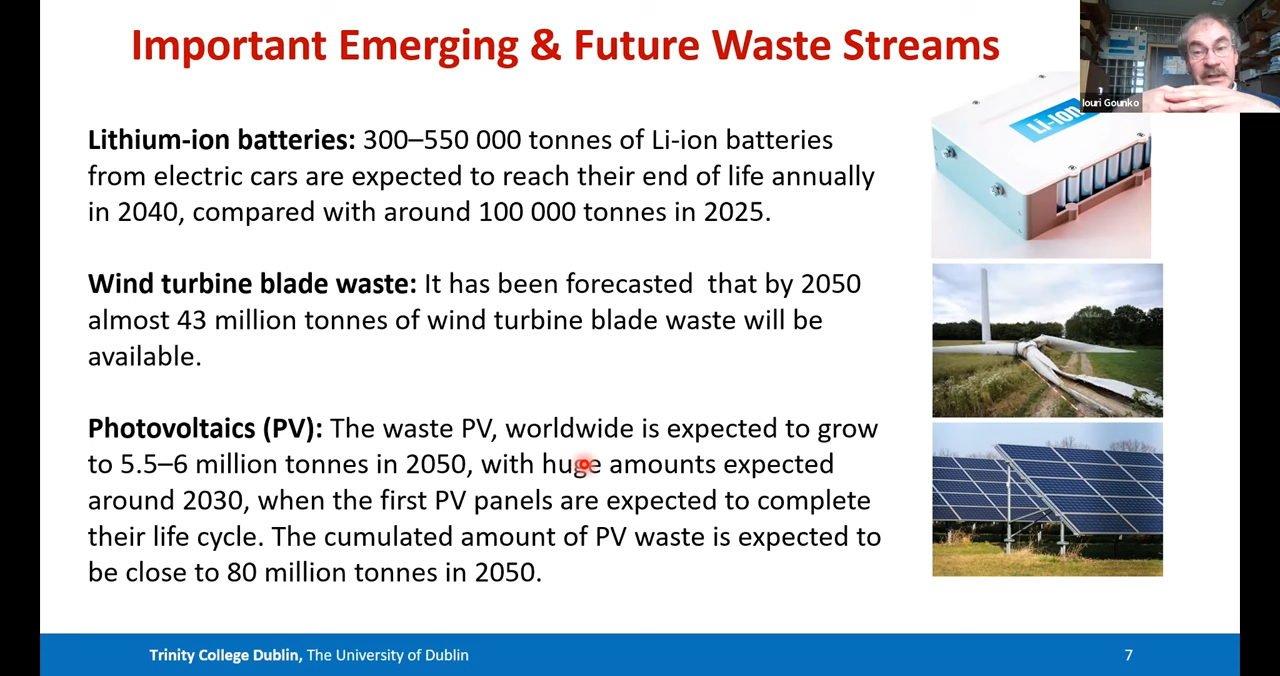 Important Emerging & Future Waste Streams
Iouri Gounko
Li-ion
Lithium-ion batteries: 300–550 000 tonnes of Li-ion batteries
from electric cars are expected to reach their end of life annually
in 2040, compared with around 100 000 tonnes in 2025.
Wind turbine blade waste: It has been forecasted  that by 2050
almost 43 million tonnes of wind turbine blade waste will be
available.
Photovoltaics (PV): The waste PV, worldwide is expected to grow
to 5.5–6 million tonnes in 2050, with huge amounts expected
around 2030, when the first PV panels are expected to complete
their life cycle. The cumulated amount of PV waste is expected to
be close to 80 million tonnes in 2050.
Trinity College Dublin, The University of Dublin
7